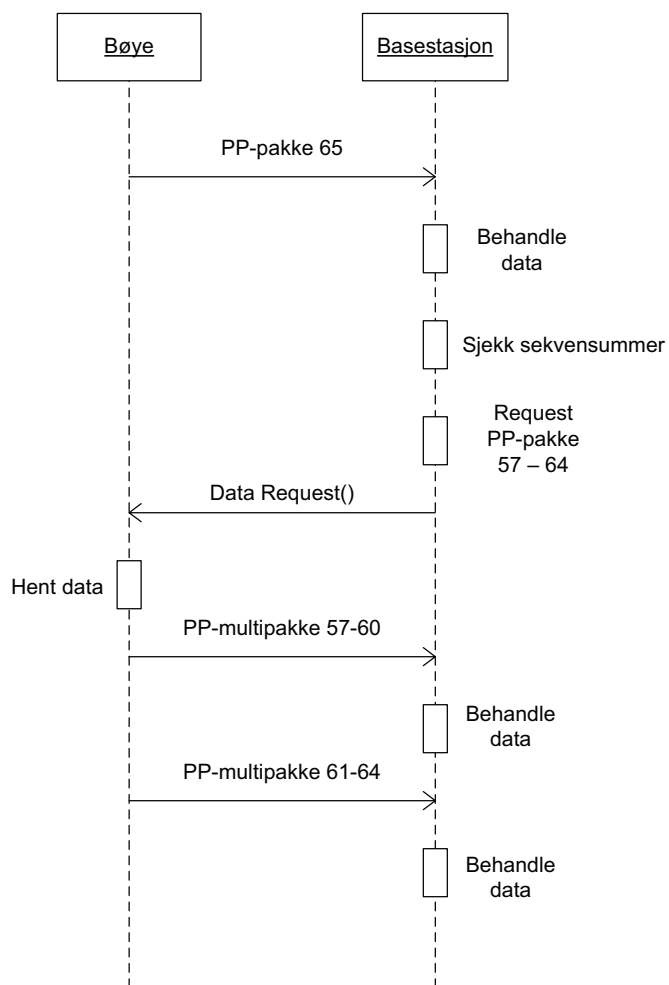 Bøye
Basestasjon
PP-pakke 65
Behandle
data
Sjekk sekvensummer
Request
PP-pakke
57 – 64
Data Request()
Hent data
PP-multipakke 57-60
Behandle
data
PP-multipakke 61-64
Behandle
data